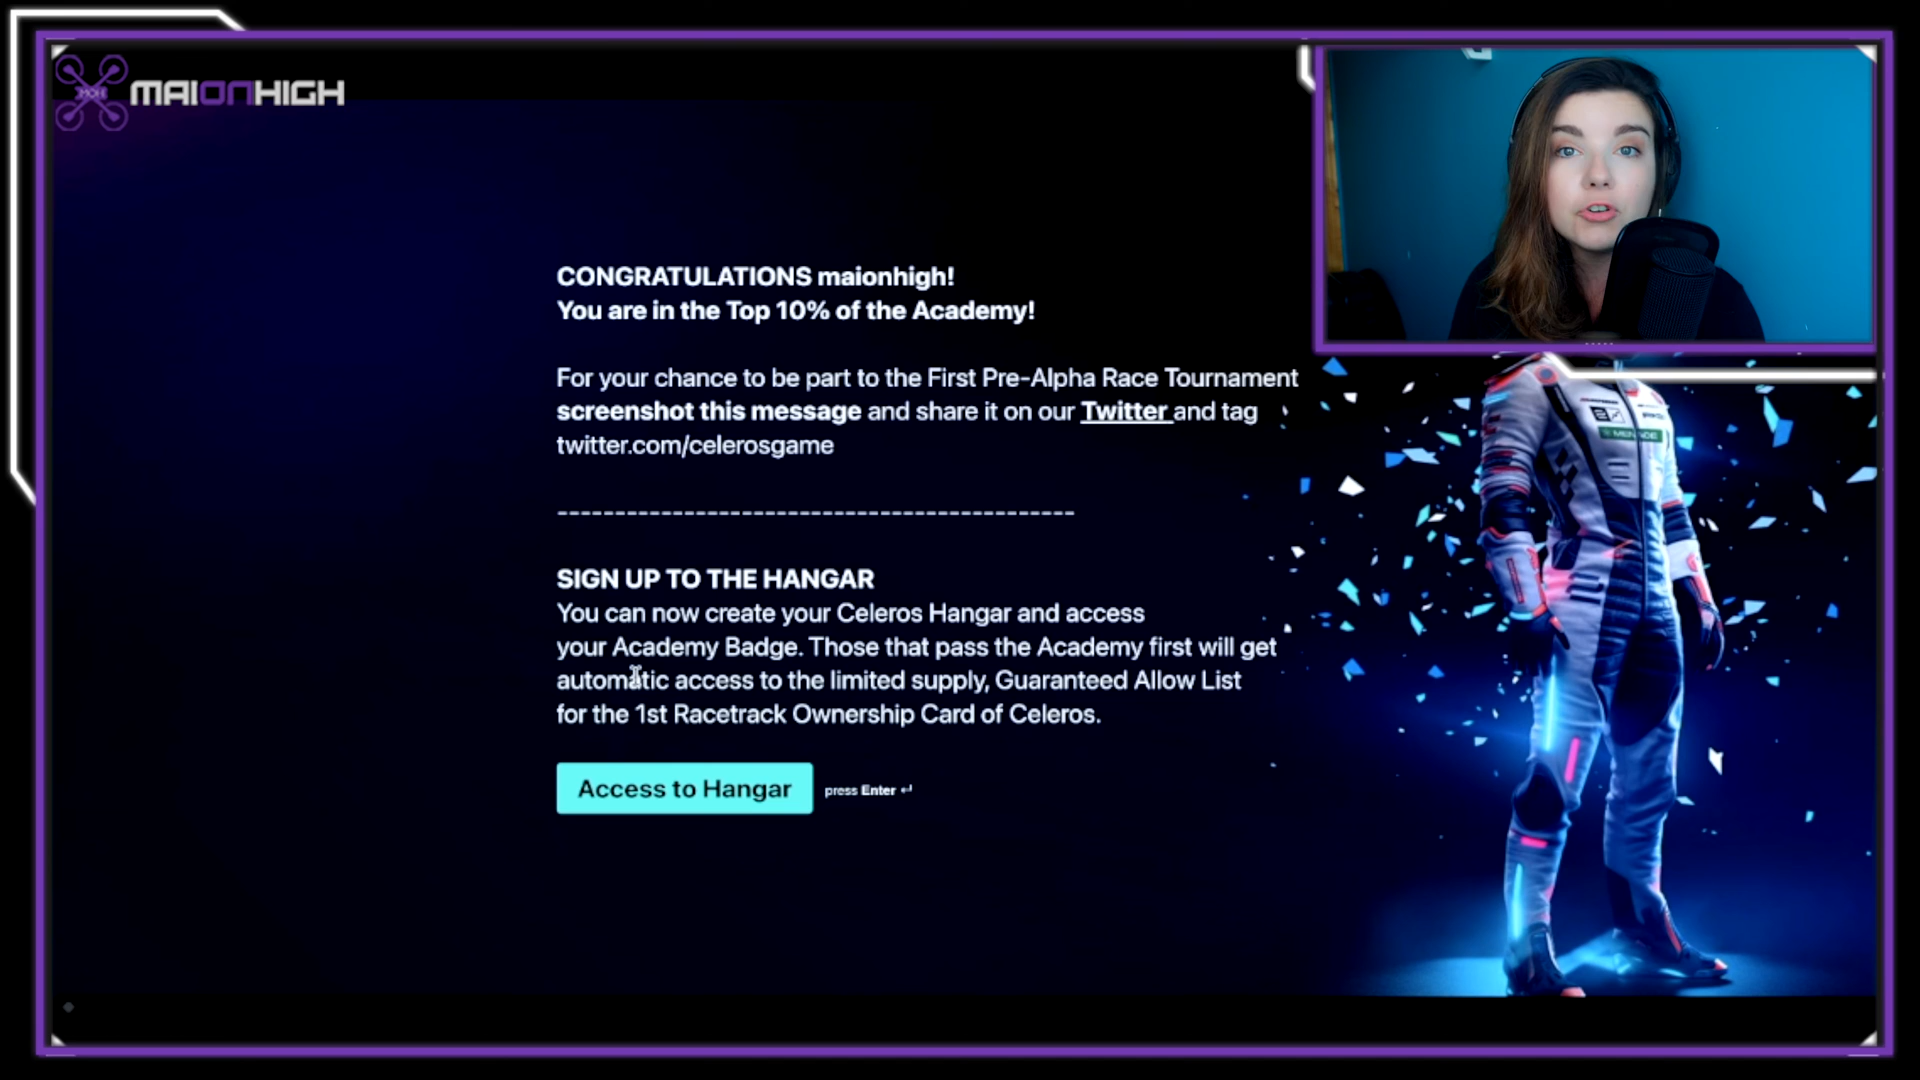 MAIONHIGH
CONGRATULATIONS maionhigh!
You are in the Top 10% of the Academy!
For your chance to be part to the First Pre-Alpha Race Tournament
screenshot this message and share it on our Twitter and tag
twitter.com/celerosgame
--------------------------------------------
SIGN UP TO THE HANGAR
You can now create your Celeros Hangar and access
your Academy Badge. Those that pass the Academy first will get
automatic access to the limited supply, Guaranteed Allow List
for the 1st Racetrack Ownership Card of Celeros.
Access to Hangar press Enter ↵